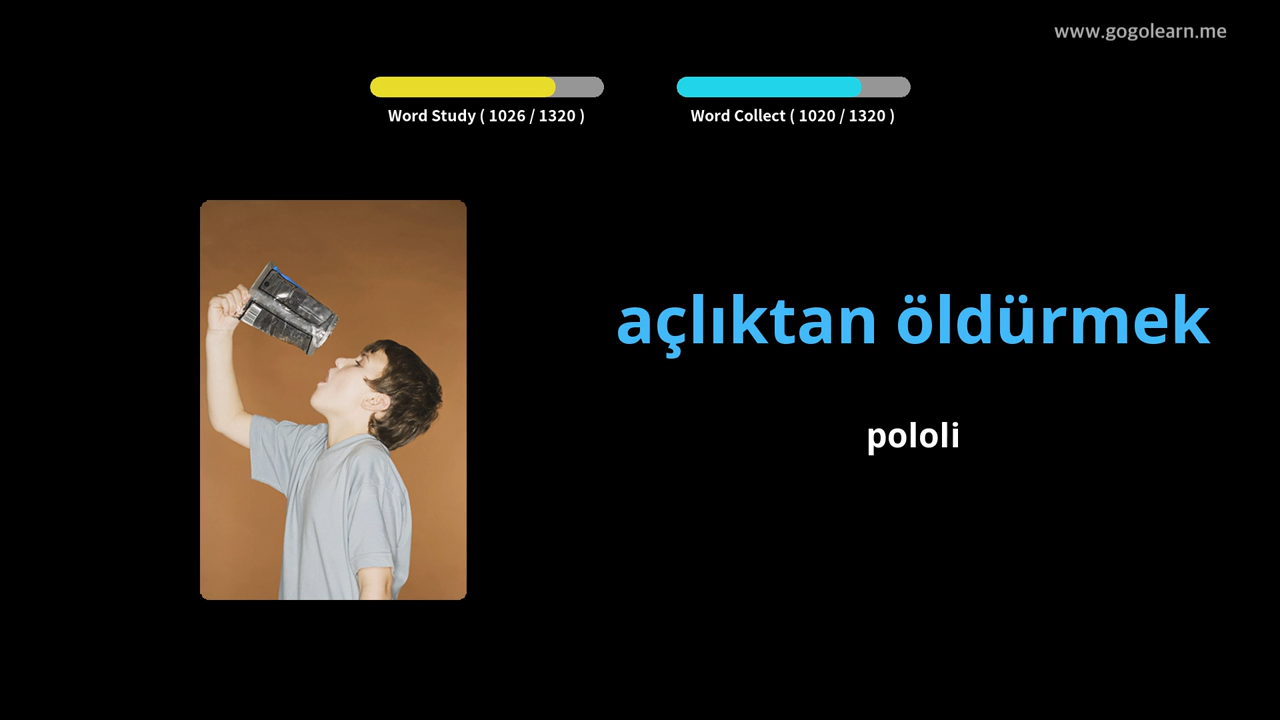 www.gogolearn.me
Word Study ( 1026 / 1320 )
Word Collect ( 1020 / 1320 )
açlıktan öldürmek
pololi